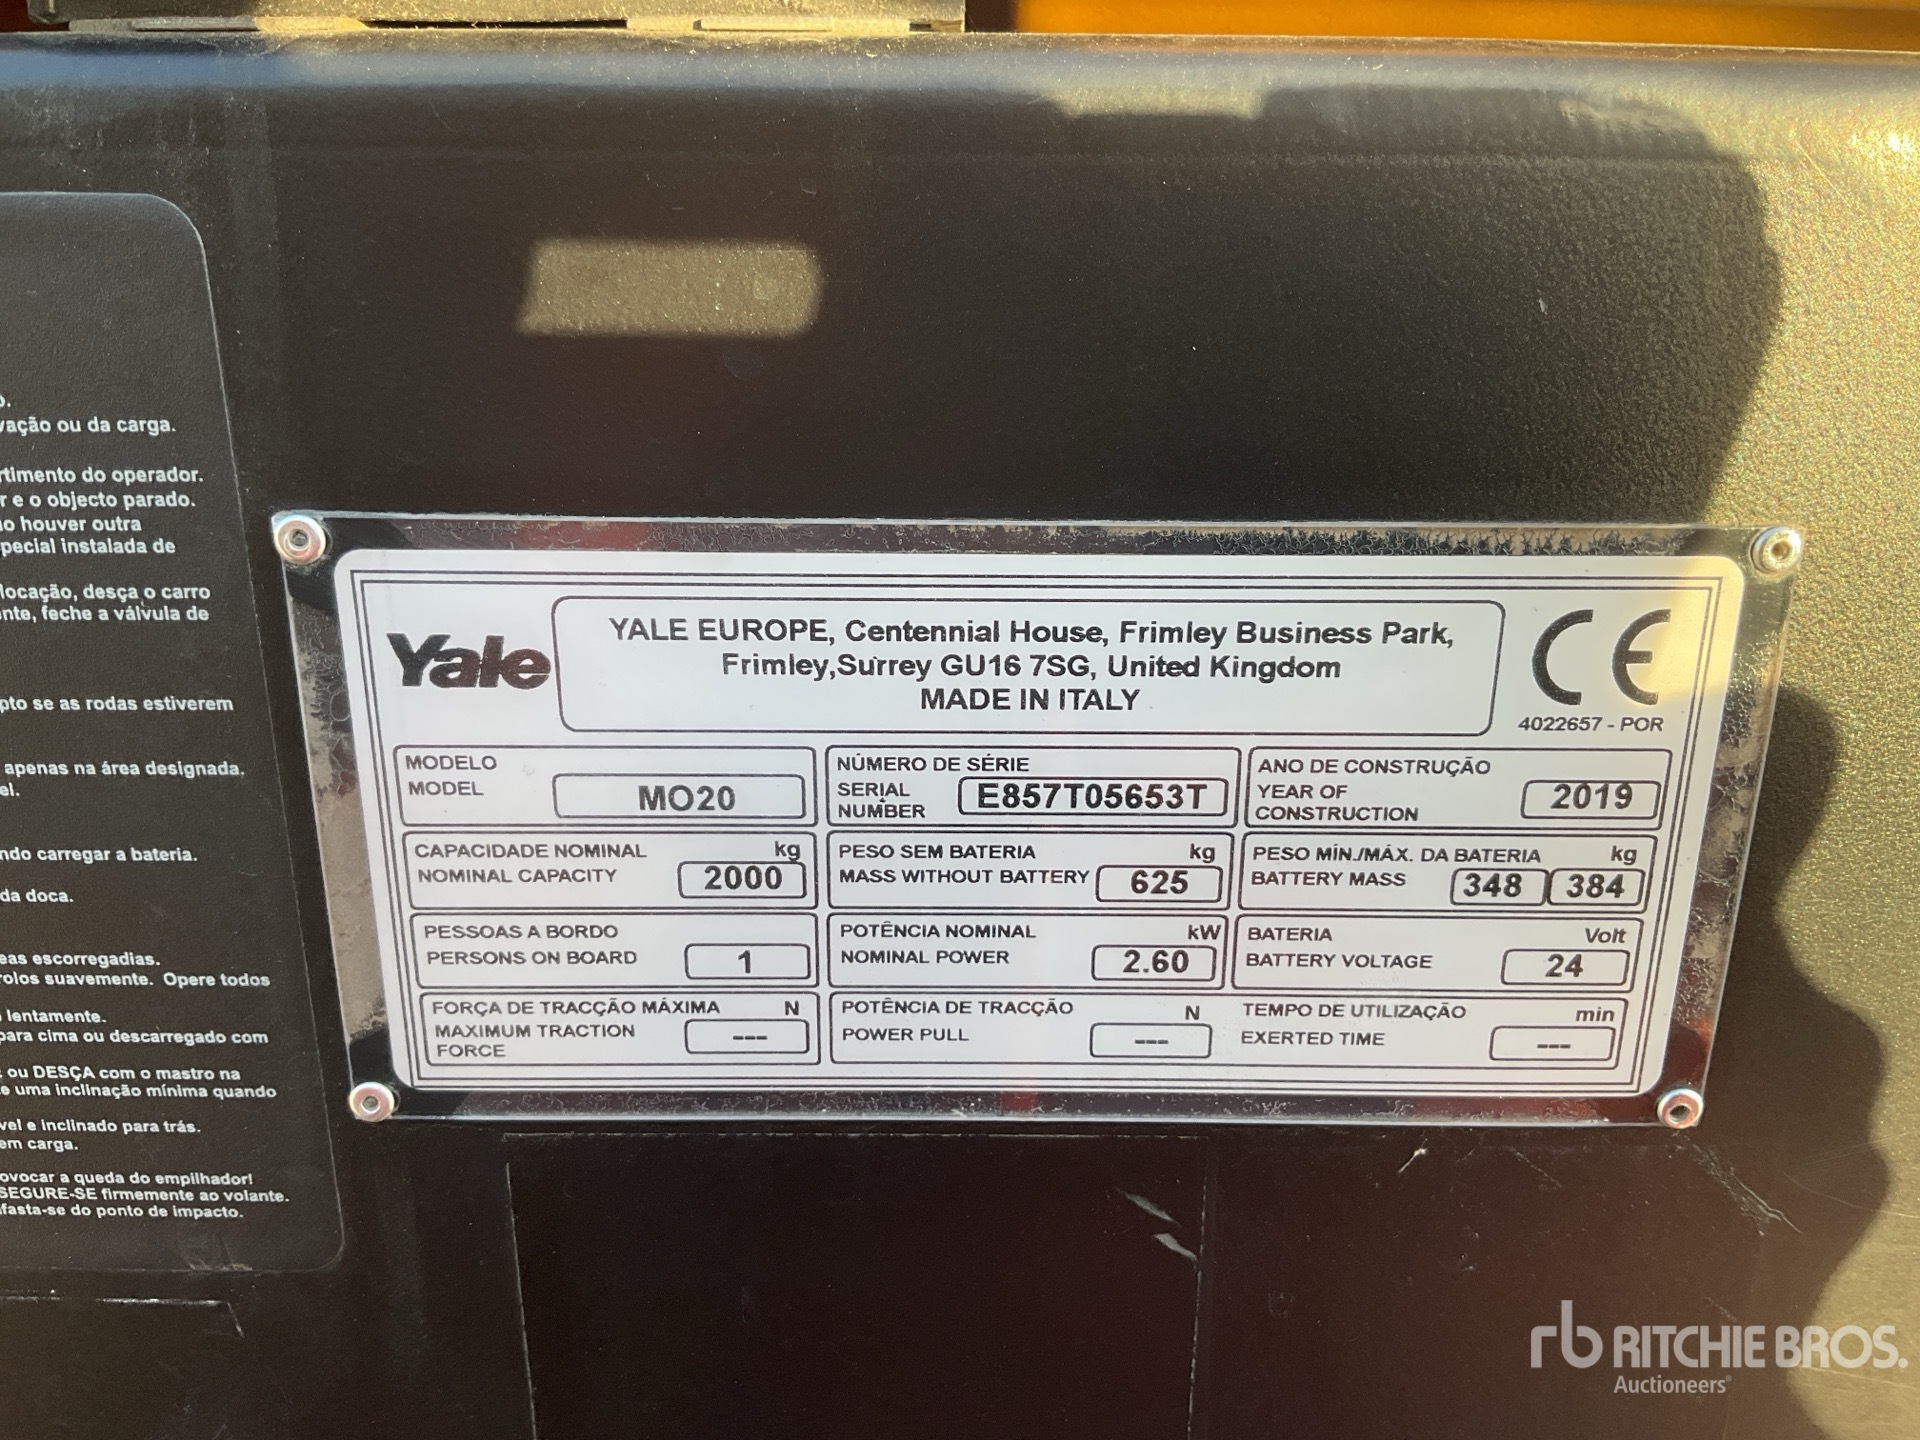 o.
vação ou da carga.
rtimento do operador.
r e o objecto parado.
ao houver outra
pecial instalada de
locação, desça o carro
nte, feche a válvula de
pto se as rodas estiverem
apenas na área designada.
el.
ndo carregar a bateria.
da doca.
eas escorregadias.
olos suavemente. Opere todos
lentamente.
para cima ou descarregado com
ou DESÇA com o mastro na
e uma inclinação mínima quando
vel e inclinado para trás.
em carga.
ovocar a queda do empilhador!
SEGURE-SE firmemente ao volante.
fasta-se do ponto de impacto.
Yale
YALE EUROPE, Centennial House, Frimley Business Park,
Frimley,Surrey GU16 7SG, United Kingdom
MADE IN ITALY
CE
4022657 - POR
MODELO
MODEL MO20
NÚMERO DE SÉRIE
SERIAL
NUMBER E857T05653T
ANO DE CONSTRUÇÃO
YEAR OF
CONSTRUCTION 2019
CAPACIDADE NOMINAL kg
NOMINAL CAPACITY 2000
PESO SEM BATERIA kg
MASS WITHOUT BATTERY 625
PESO MÍN./MÁX. DA BATERIA kg
BATTERY MASS 348 384
PESSOAS A BORDO
PERSONS ON BOARD 1
POTÊNCIA NOMINAL kW
NOMINAL POWER 2.60
BATERIA Volt
BATTERY VOLTAGE 24
FORÇA DE TRACÇÃO MÁXIMA N
MAXIMUM TRACTION
FORCE ---
POTÊNCIA DE TRACÇÃO N
POWER PULL ---
TEMPO DE UTILIZAÇÃO min
EXERTED TIME ---
rb RITCHIE BROS.
Auctioneers